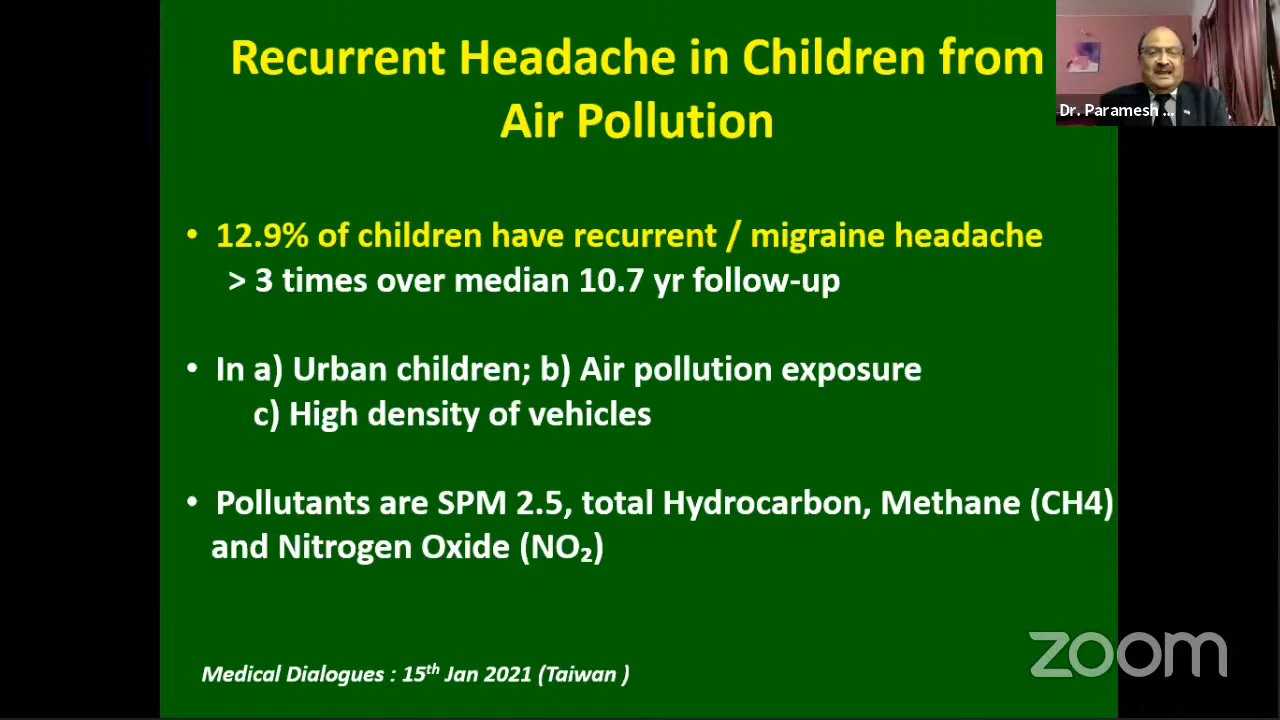 Recurrent Headache in Children from
Air Pollution
Dr. Paramesh ...
• 12.9% of children have recurrent / migraine headache
> 3 times over median 10.7 yr follow-up
• In a) Urban children; b) Air pollution exposure
c) High density of vehicles
• Pollutants are SPM 2.5, total Hydrocarbon, Methane (CH4)
and Nitrogen Oxide (NO₂)
Medical Dialogues : 15th Jan 2021 (Taiwan )
zoom